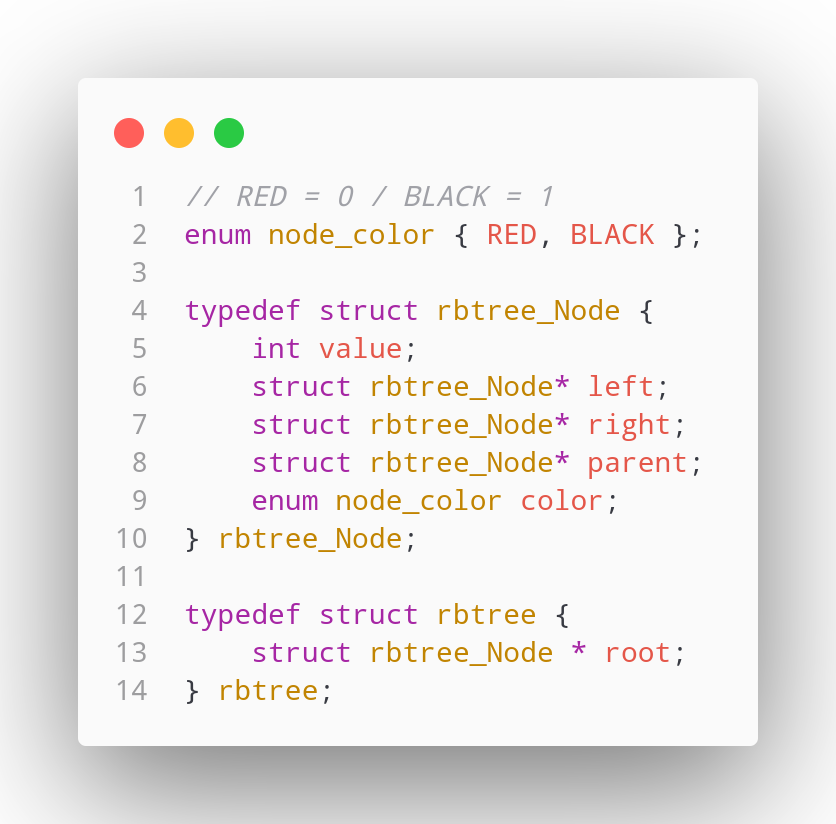 1 // RED = 0 / BLACK = 1
2 enum node_color { RED, BLACK };
3
4 typedef struct rbtree_Node {
5     int value;
6     struct rbtree_Node* left;
7     struct rbtree_Node* right;
8     struct rbtree_Node* parent;
9     enum node_color color;
10 } rbtree_Node;
11
12 typedef struct rbtree {
13     struct rbtree_Node * root;
14 } rbtree;